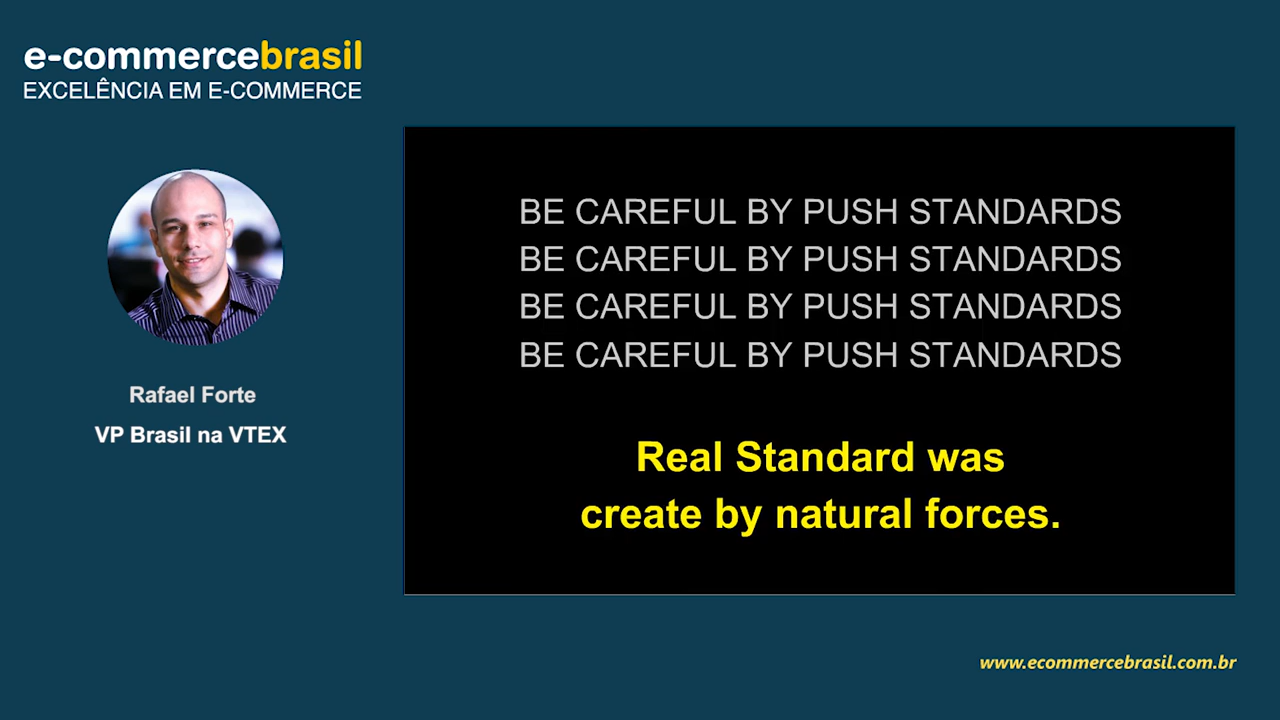 e-commercebrasil
EXCELÊNCIA EM E-COMMERCE
Rafael Forte
VP Brasil na VTEX
BE CAREFUL BY PUSH STANDARDS
BE CAREFUL BY PUSH STANDARDS
BE CAREFUL BY PUSH STANDARDS
BE CAREFUL BY PUSH STANDARDS
Real Standard was
create by natural forces.
www.ecommercebrasil.com.br